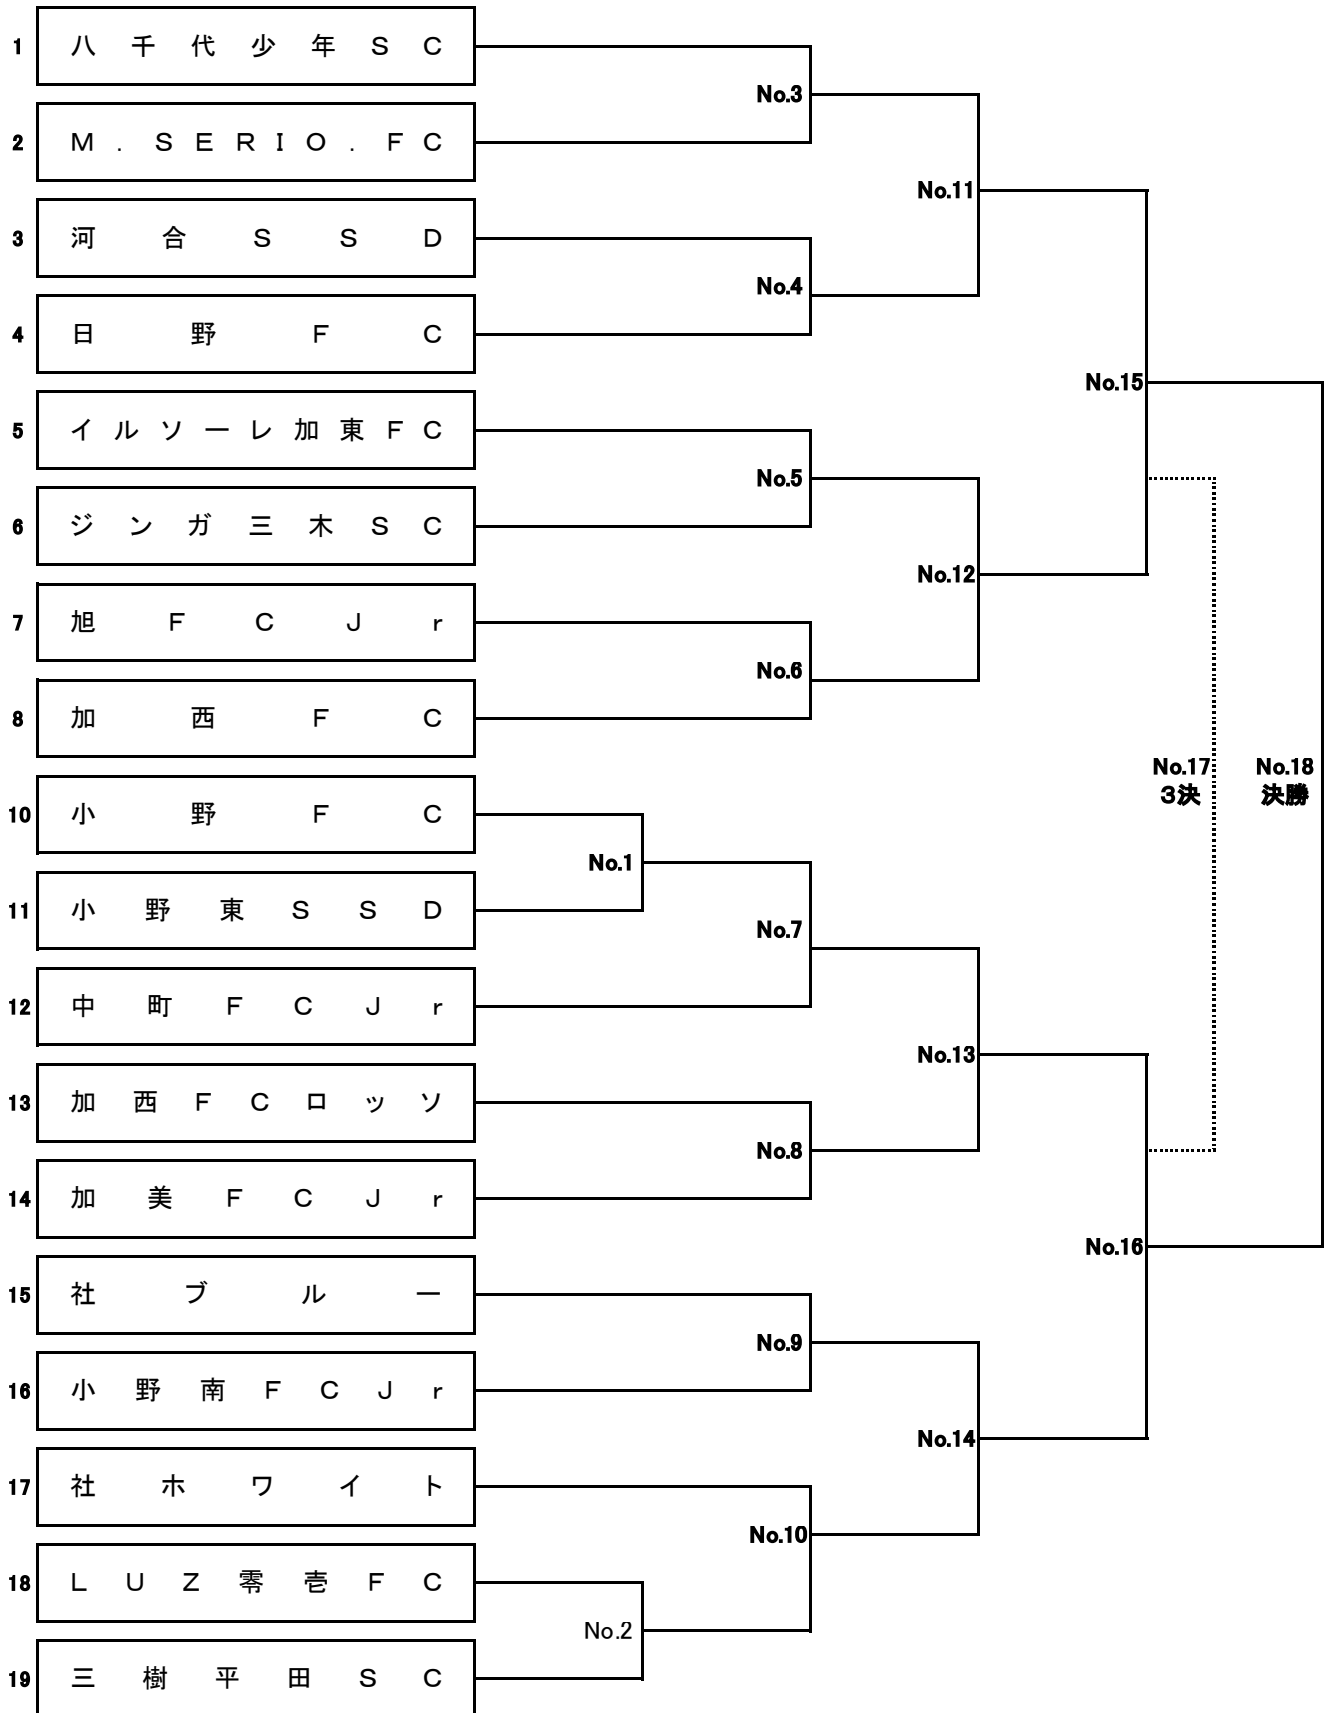 1 八千代少年ＳＣ
No.3
2 Ｍ．ＳＥＲＩＯ．ＦＣ
No.11
3 河合ＳＳＤ
No.4
4 日野ＦＣ
No.15
5 イルソーレ加東ＦＣ
No.5
6 ジンガ三木ＳＣ
No.12
7 旭ＦＣＪｒ
No.6
8 加西ＦＣ
No.17 No.18
３決 決勝
10 小野ＦＣ
No.1
11 小野東ＳＳＤ
No.7
12 中町ＦＣＪｒ
No.13
13 加西ＦＣロッソ
No.8
14 加美ＦＣＪｒ
No.16
15 社ブルー
No.9
16 小野南ＦＣＪｒ
No.14
17 社ホワイト
No.10
18 ＬＵＺ零壱ＦＣ
No.2
19 三樹平田ＳＣ